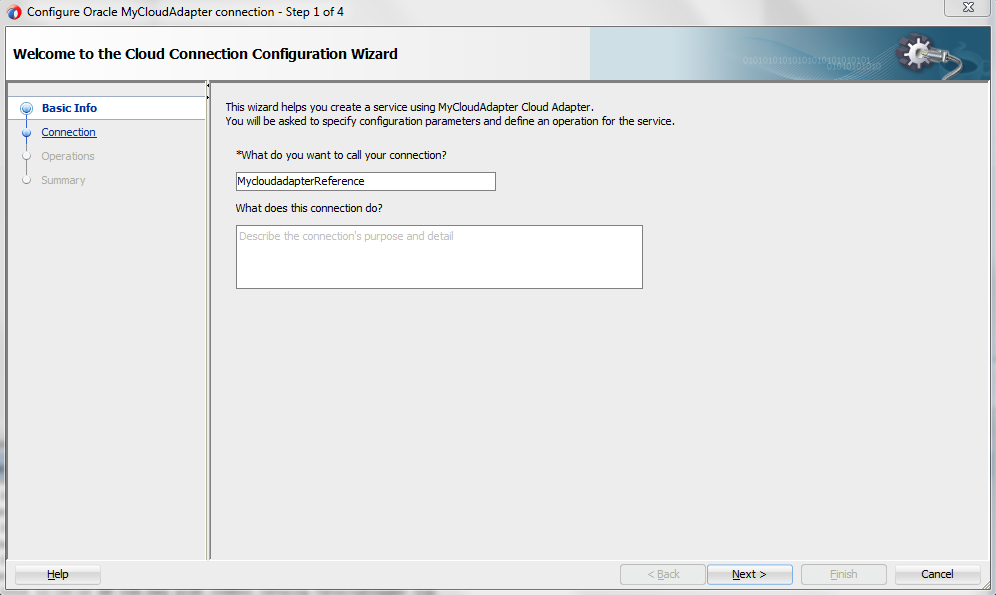 Configure Oracle MyCloudAdapter connection - Step 1 of 4
Welcome to the Cloud Connection Configuration Wizard
Basic Info
Connection
Operations
Summary
This wizard helps you create a service using MyCloudAdapter Cloud Adapter.
You will be asked to specify configuration parameters and define an operation for the service.
*What do you want to call your connection?
MycloudadapterReference
What does this connection do?
Describe the connection's purpose and detail
Help
< Back
Next >
Finish
Cancel